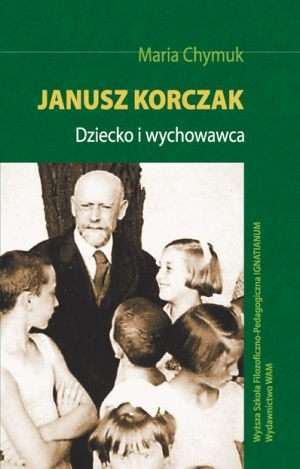 Maria Chymuk
JANUSZ KORCZAK
Dziecko i wychowawca
Wyższa Szkoła Filozoficzno-Pedagogiczna IGNATIANUM
Wydawnictwo WAM